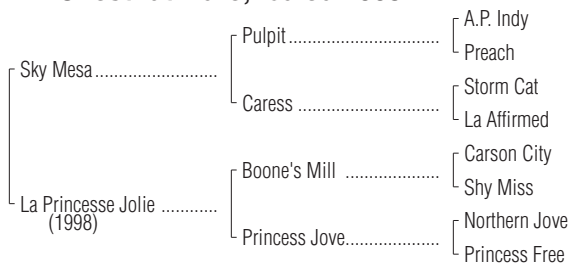 Chestnut
A.P. Indy
Pulpit
Preach
Sky Mesa
Storm Cat
Caress
La Affirmed
Carson City
Boone's Mill
Shy Miss
La Princesse Jolie
(1998)
Northern Jove
Princess Jove
Princess Free